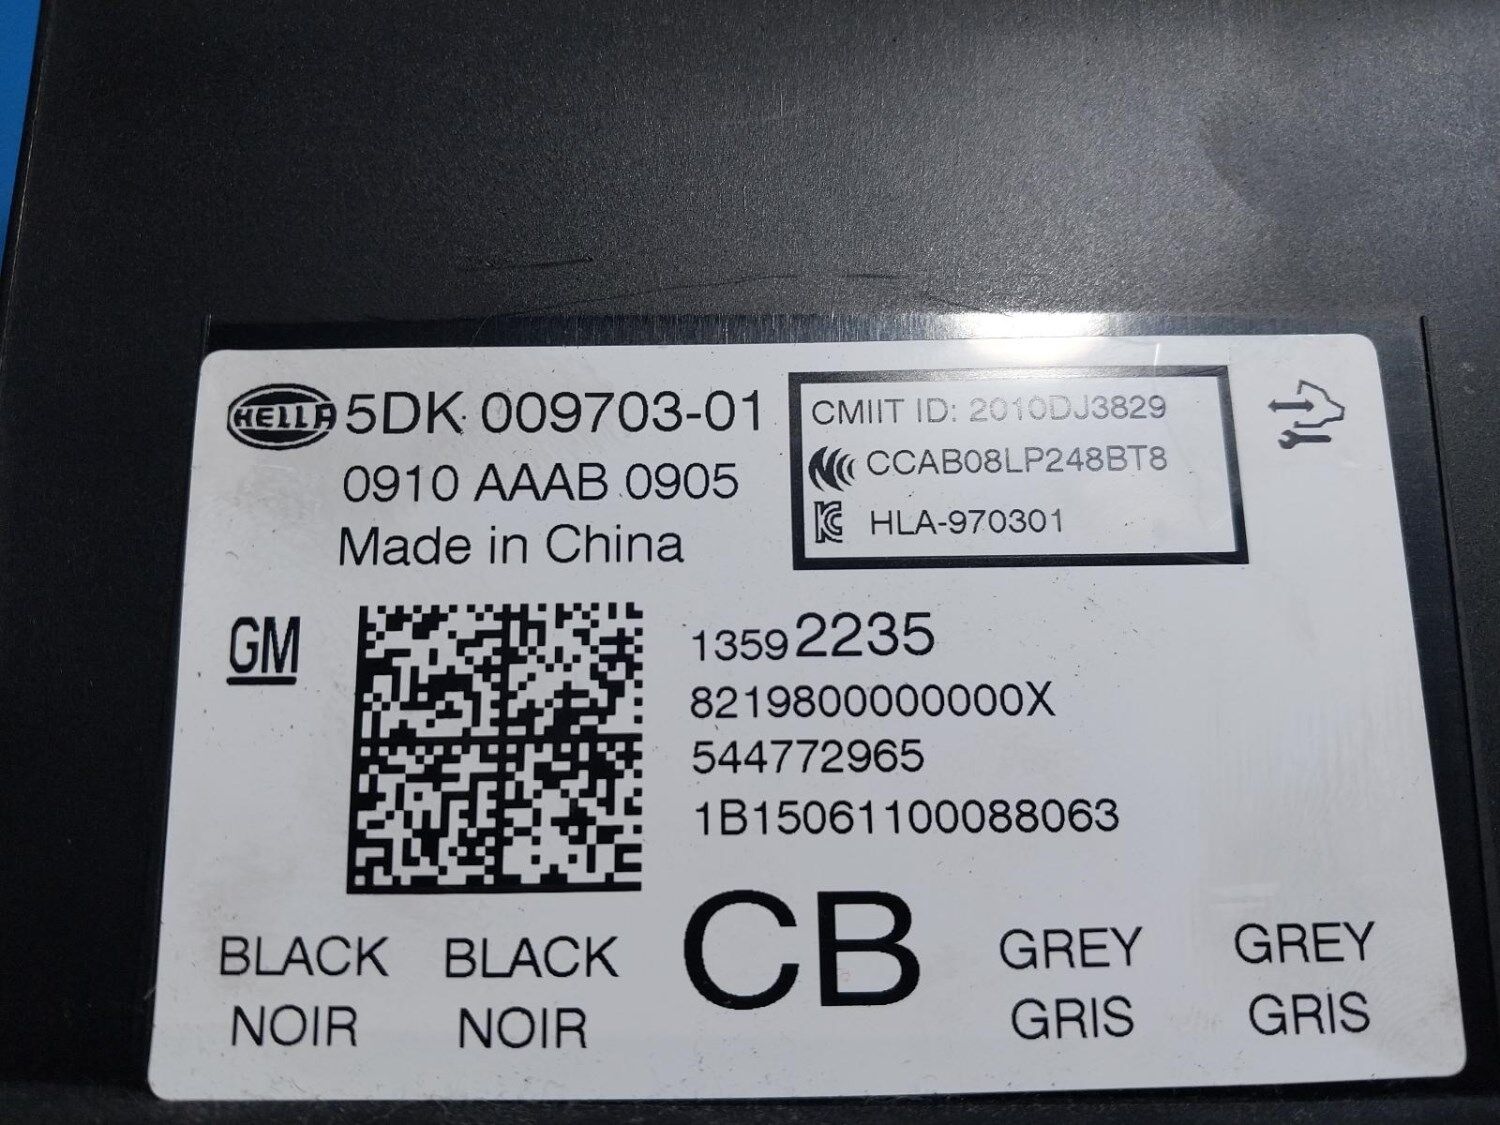 HELLA 5DK 009703-01
0910 AAAB 0905
Made in China
CMIIT ID: 2010DJ3829
CCAB08LP248BT8
HLA-970301
GM
13592235
8219800000000X
544772965
1B15061100088063
CB
BLACK BLACK GREY GREY
NOIR NOIR GRIS GRIS